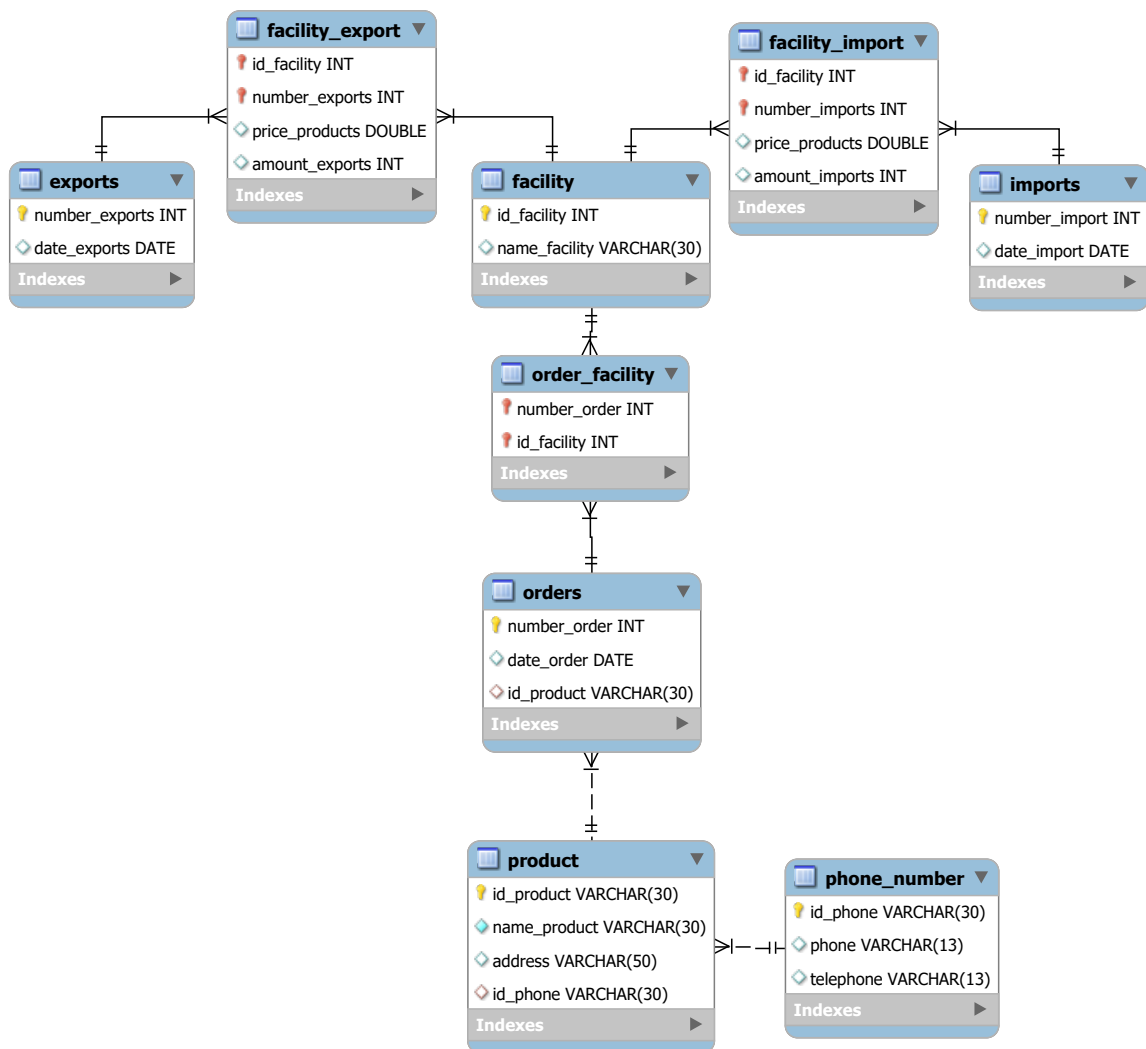 facility_export
id_facility INT
number_exports INT
price_products DOUBLE
amount_exports INT
Indexes
facility_import
id_facility INT
number_imports INT
price_products DOUBLE
amount_imports INT
Indexes
exports
number_exports INT
date_exports DATE
Indexes
facility
id_facility INT
name_facility VARCHAR(30)
Indexes
imports
number_import INT
date_import DATE
Indexes
order_facility
number_order INT
id_facility INT
Indexes
orders
number_order INT
date_order DATE
id_product VARCHAR(30)
Indexes
product
id_product VARCHAR(30)
name_product VARCHAR(30)
address VARCHAR(50)
id_phone VARCHAR(30)
Indexes
phone_number
id_phone VARCHAR(30)
phone VARCHAR(13)
telephone VARCHAR(13)
Indexes